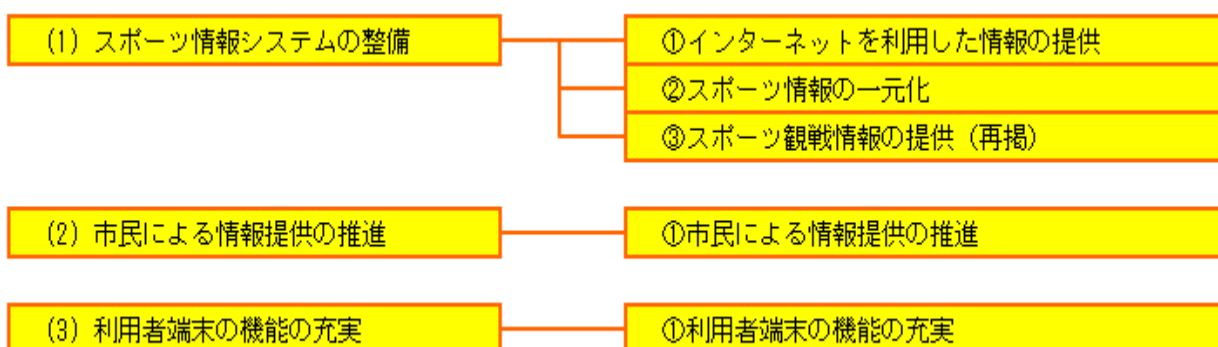 (1) スポーツ情報システムの整備
①インターネットを利用した情報の提供
②スポーツ情報の一元化
③スポーツ観戦情報の提供（再掲）
(2) 市民による情報提供の推進
①市民による情報提供の推進
(3) 利用者端末の機能の充実
①利用者端末の機能の充実